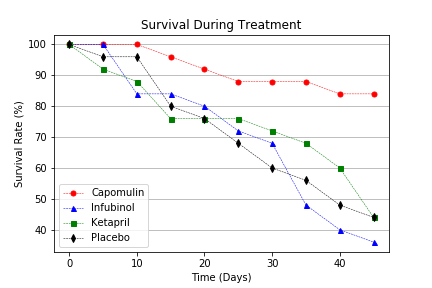 Survival During Treatment
Survival Rate (%)
100
90
80
70
60
50
40
Capomulin
Infubinol
Ketapril
Placebo
0 10 20 30 40
Time (Days)